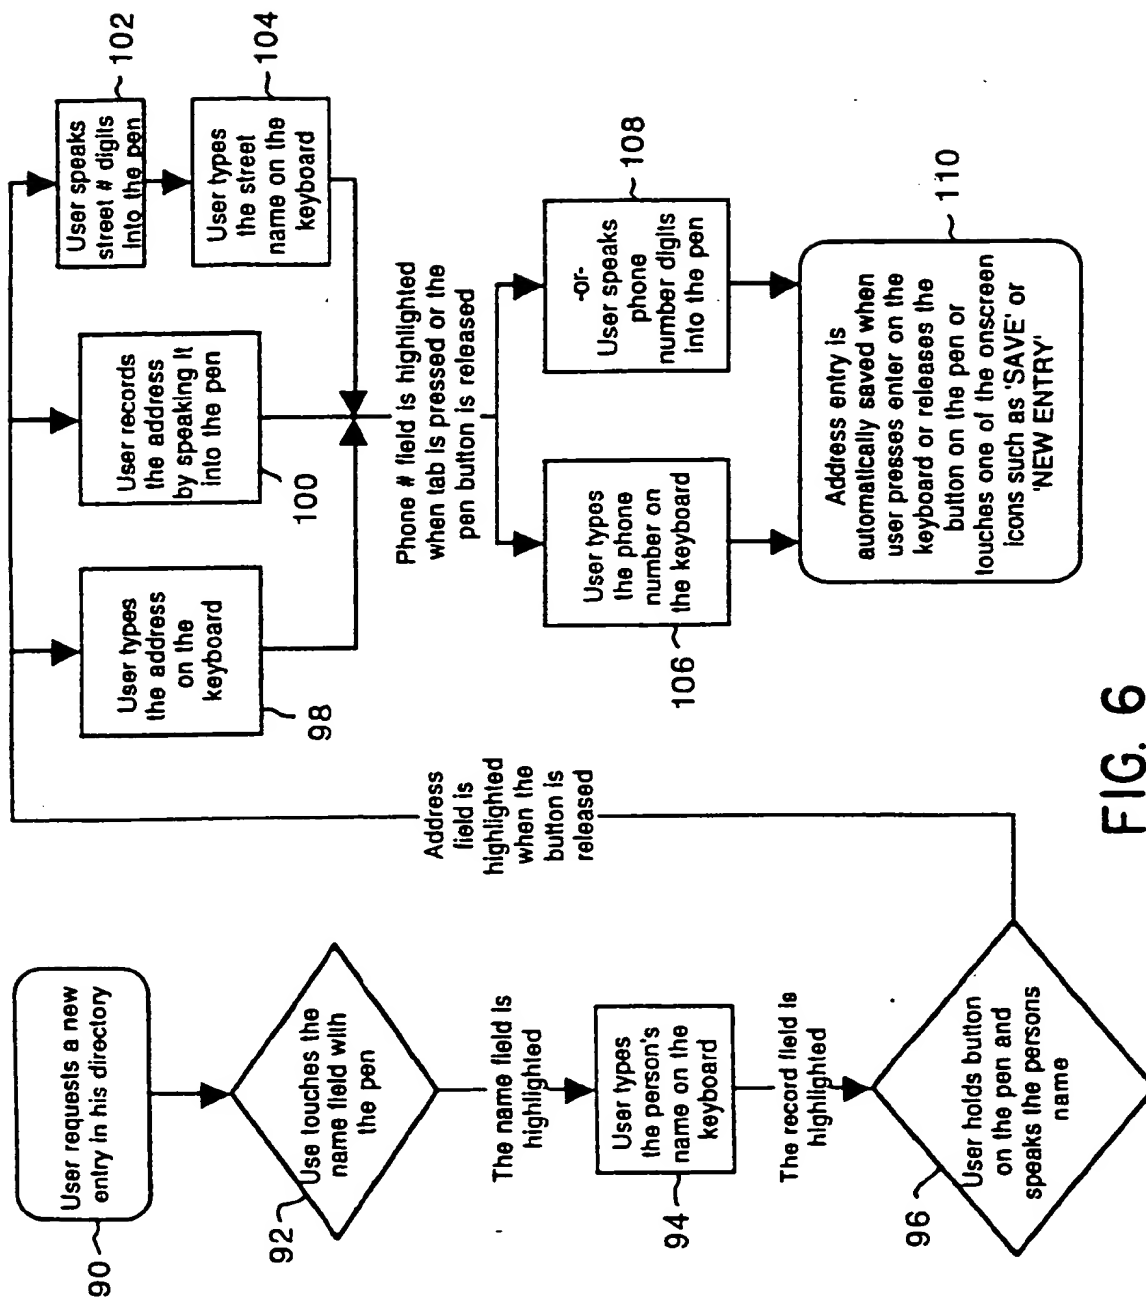 User requests a new
entry in his directory
90
Use touches the
name field with
the pen
92
The name field is
highlighted
User types
the person's
name on the
keyboard
94
The record field is
highlighted
User holds button
on the pen and
speaks the persons
name
96
Address
field is
highlighted
when the
button is
released
User types
the address
on the
keyboard
98
User records
the address
by speaking it
into the pen
100
User speaks
street # digits
into the pen
102
User types
the street
name on the
keyboard
104
Phone # field is highlighted
when tab is pressed or the
pen button is released
User types
the phone
number on
the keyboard
106
-or-
User speaks
phone
number digits
into the pen
108
Address entry is
automatically saved when
user presses enter on the
keyboard or releases the
button on the pen or
touches one of the onscreen
icons such as 'SAVE' or
'NEW ENTRY'
110
FIG. 6